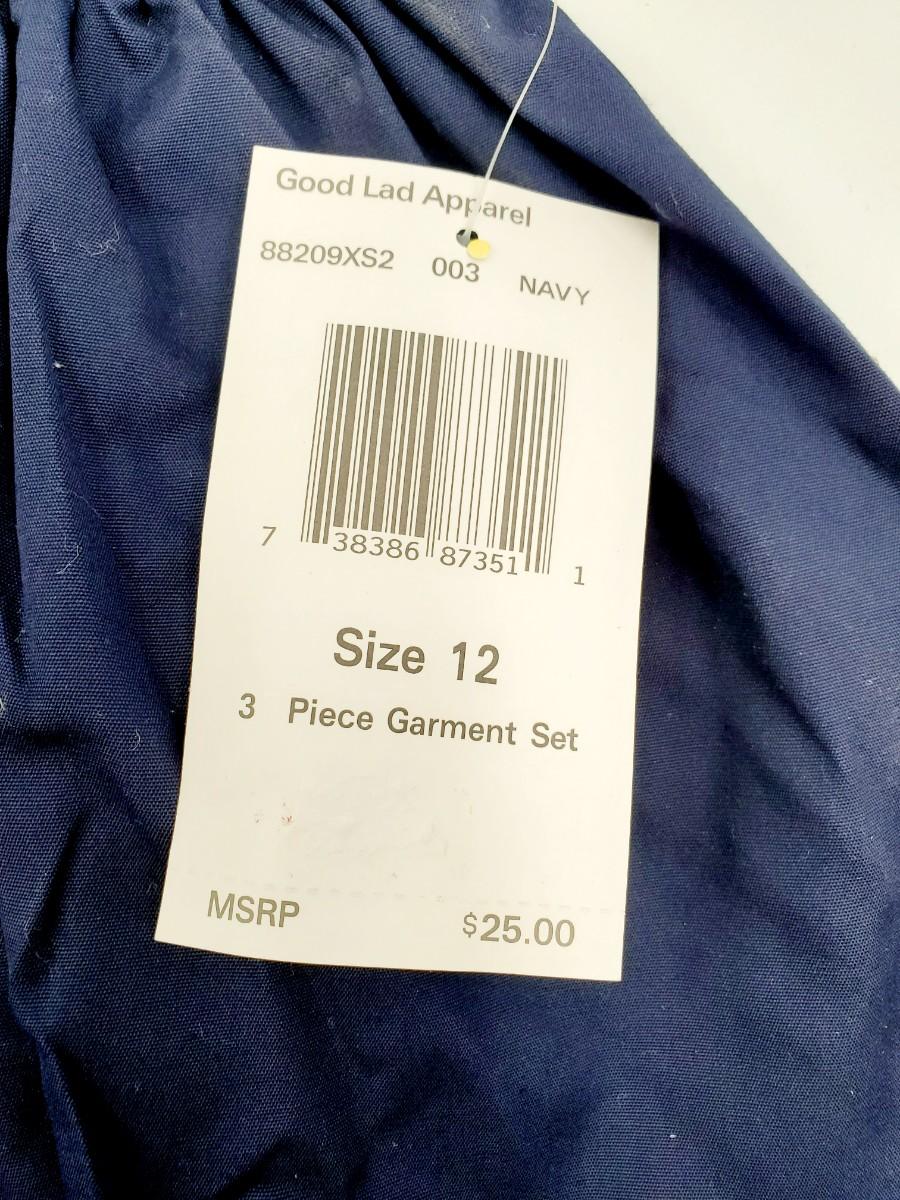 Good Lad Apparel
88209XS2 003 NAVY
7 38386 87351 1
Size 12
3 Piece Garment Set
MSRP $25.00